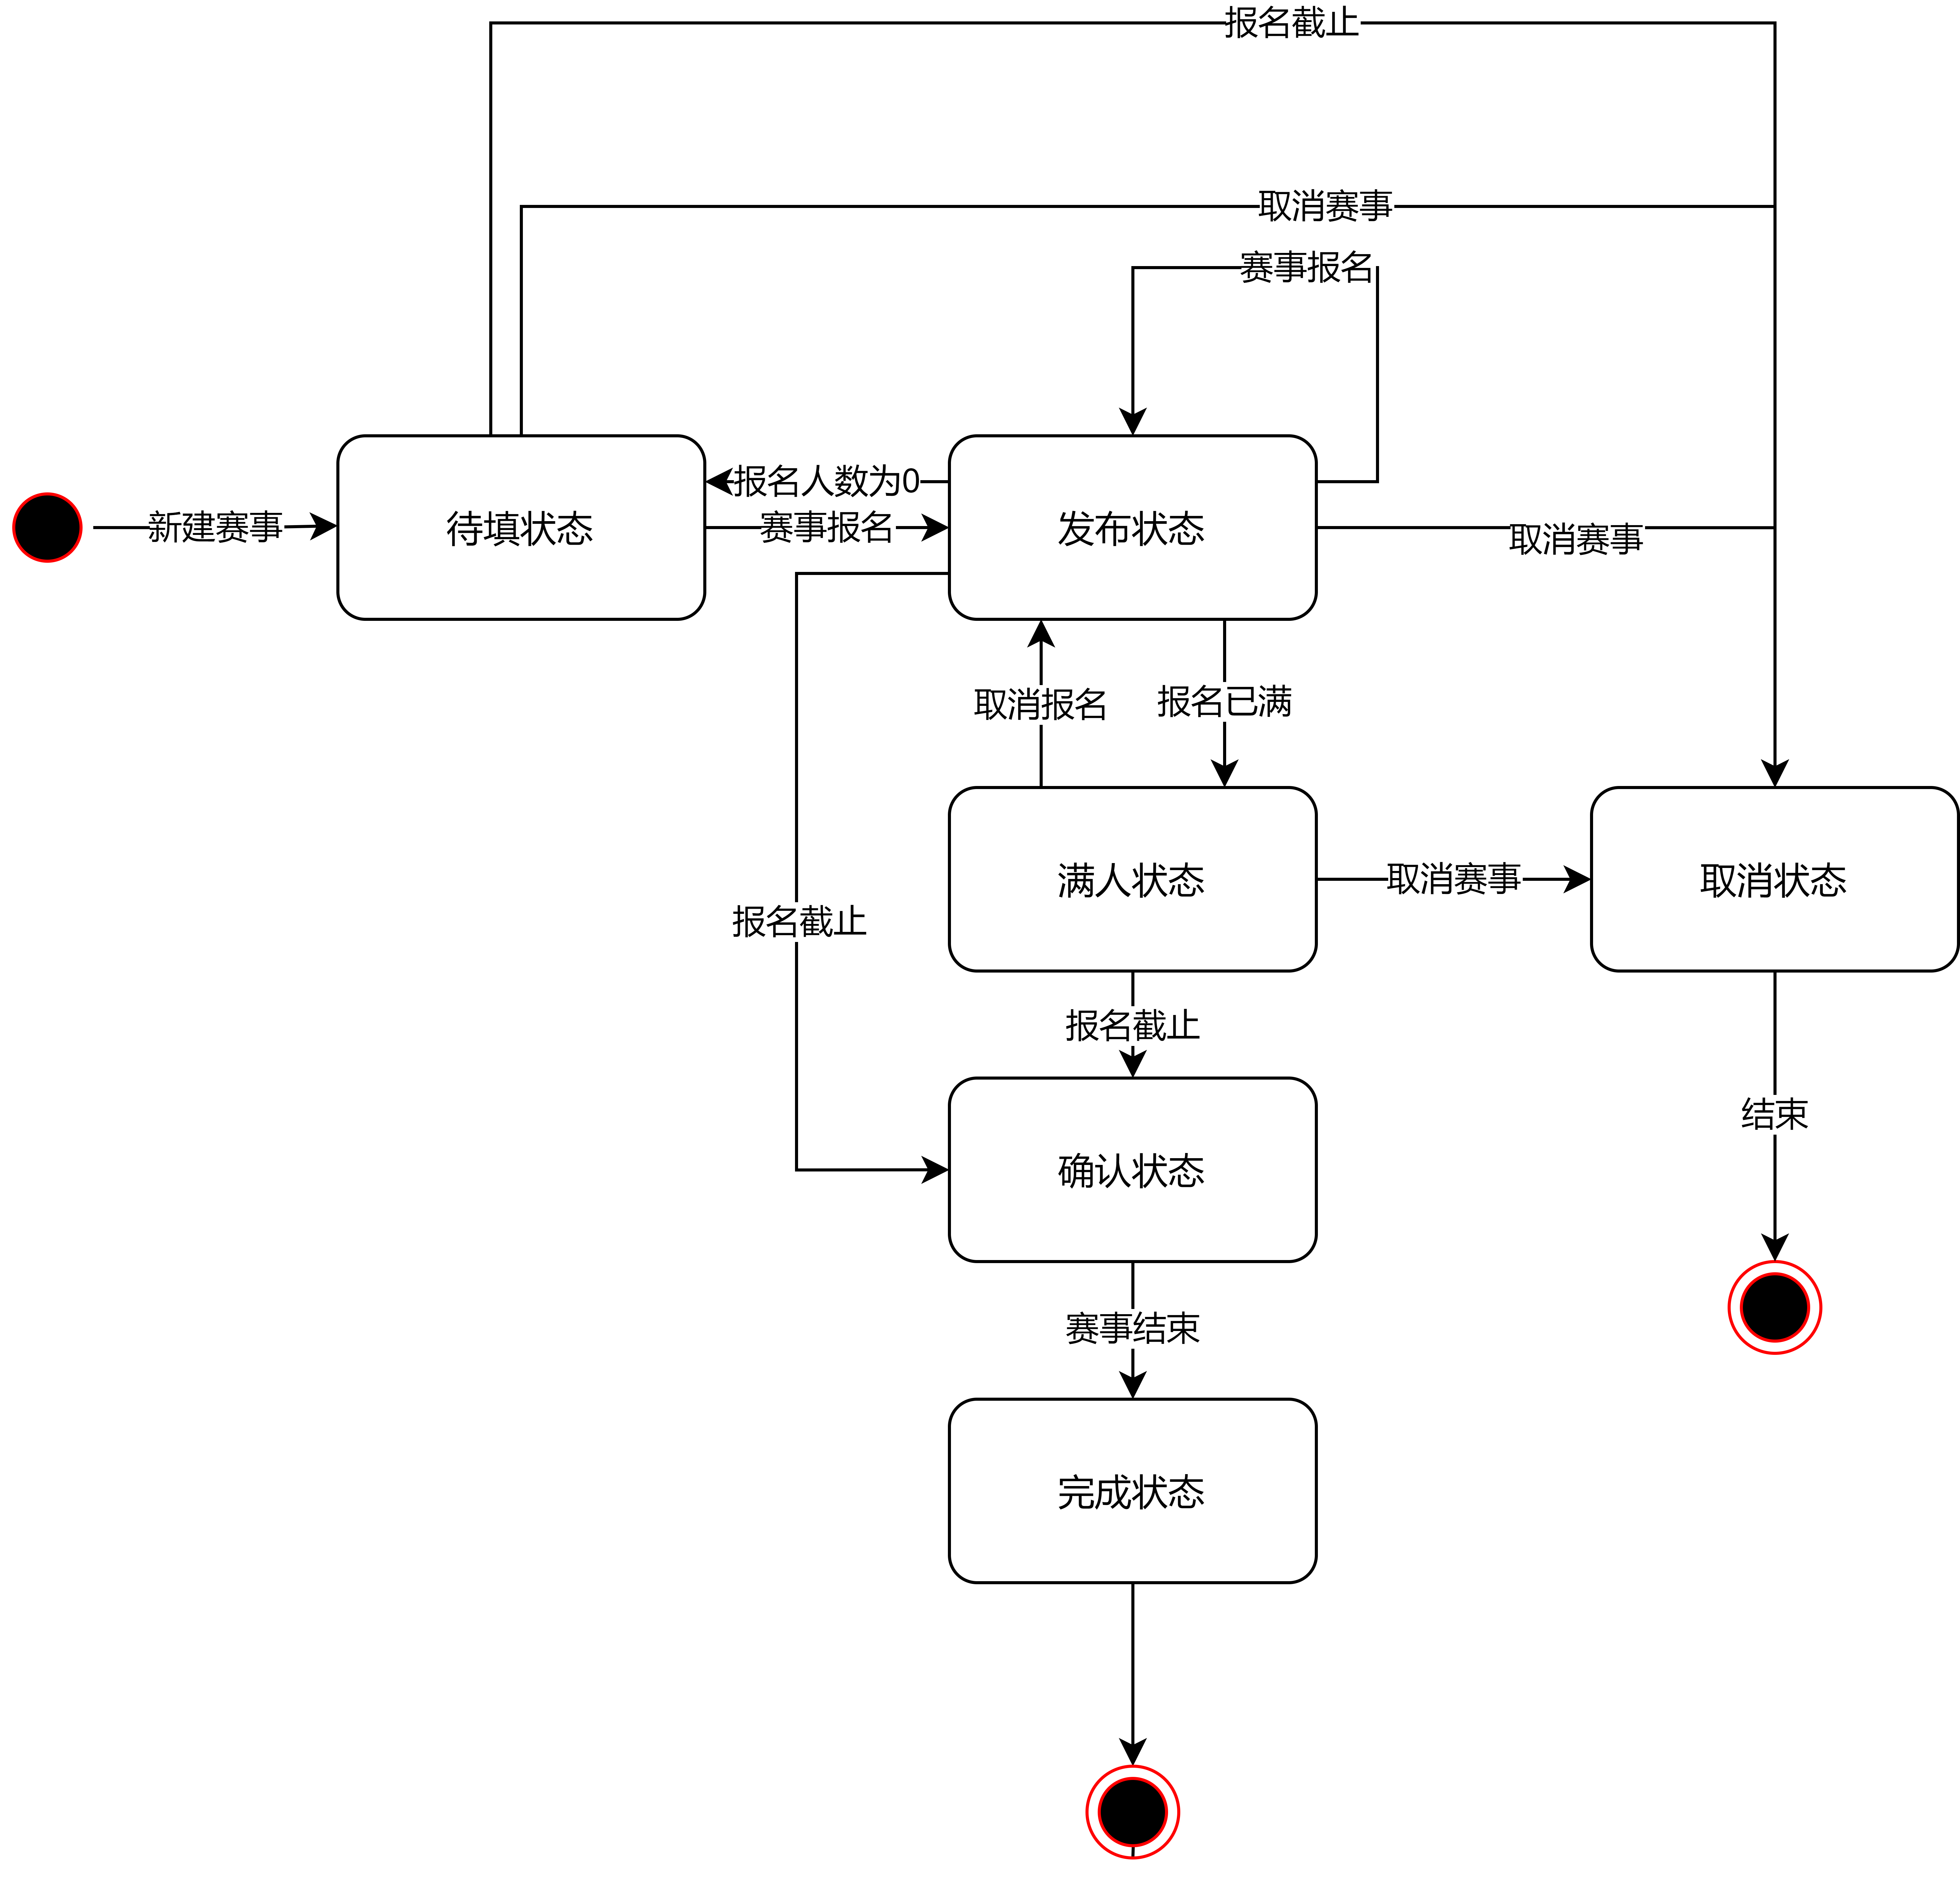 报名截止
取消赛事
赛事报名
报名人数为0
新建赛事
待填状态
赛事报名
发布状态
取消赛事
取消报名
报名已满
满人状态
取消赛事
取消状态
报名截止
报名截止
结束
确认状态
赛事结束
完成状态